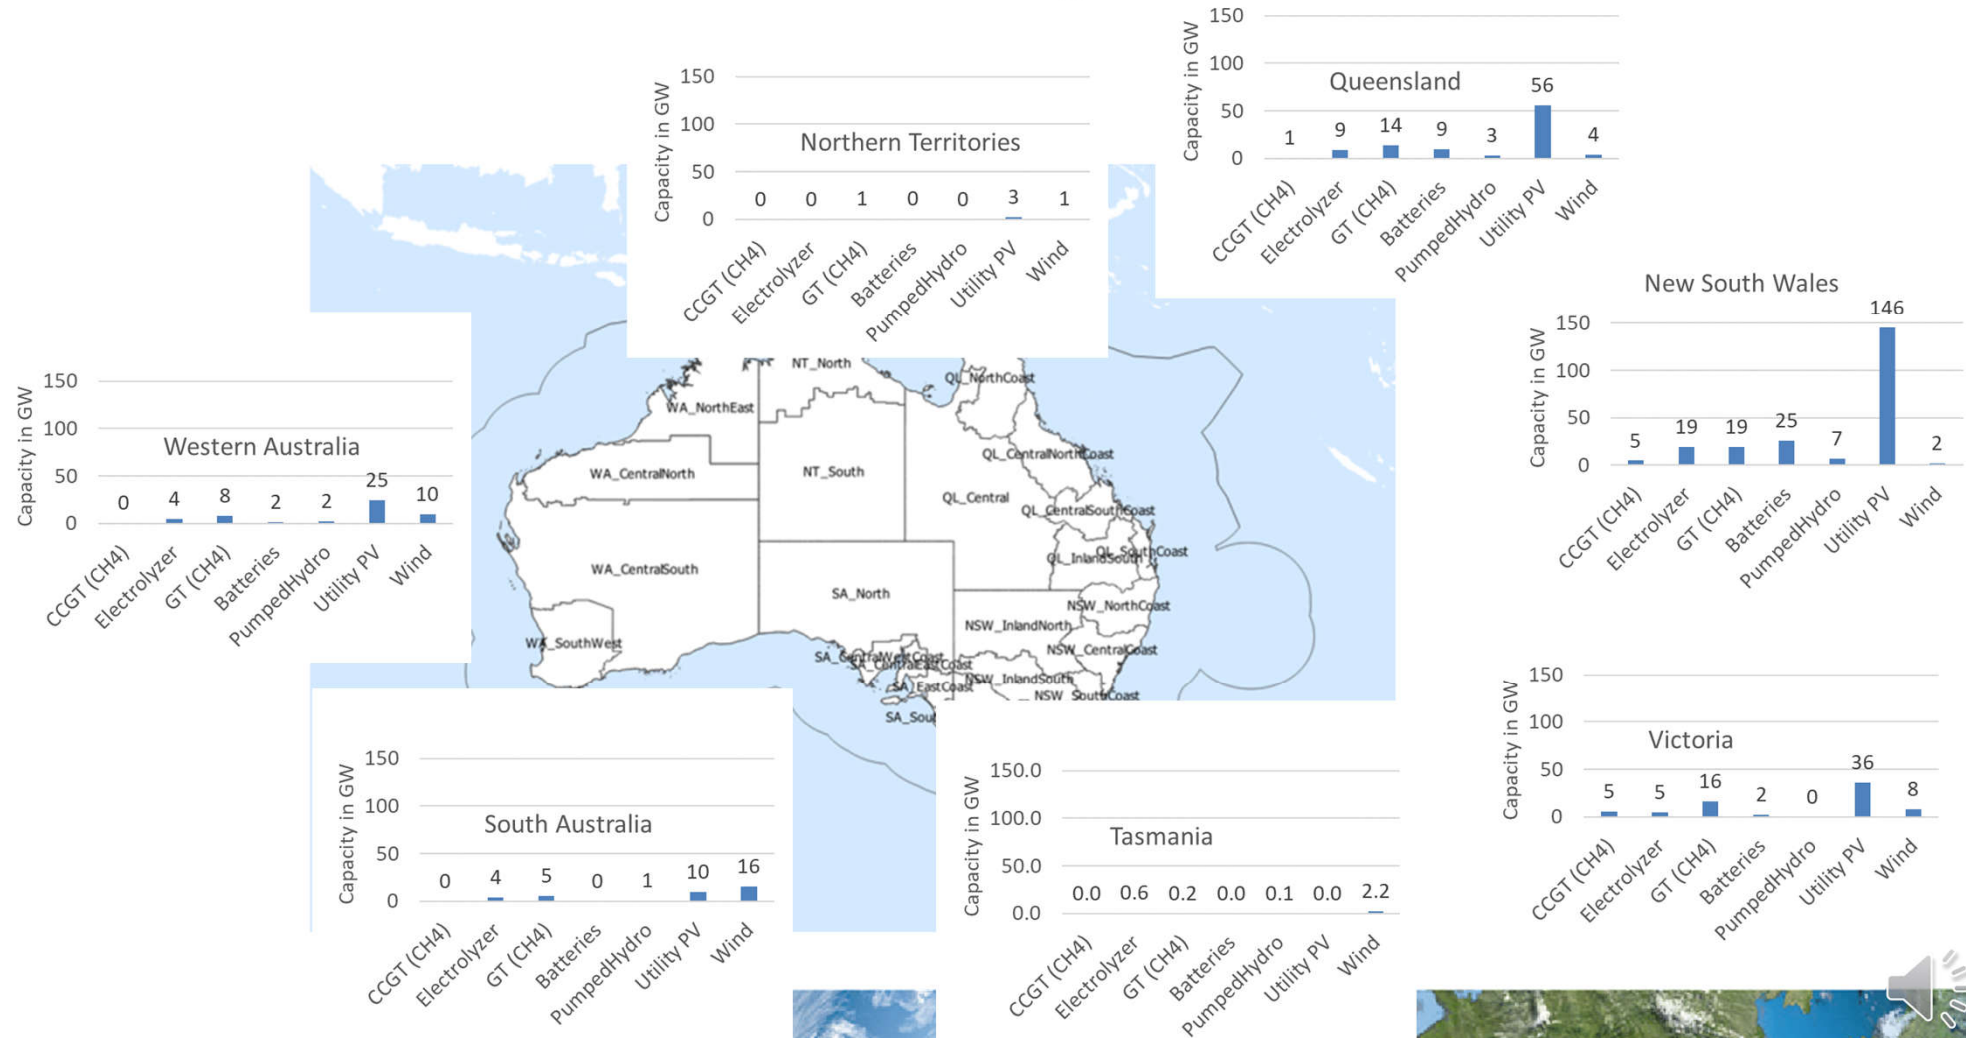 Capacity in GW
150
100
50
0
Queensland
1
9
14
9
3
56
4
CCGT (CH4)
Electrolyzer
GT (CH4)
Batteries
PumpedHydro
Utility PV
Wind
Capacity in GW
150
100
50
0
Northern Territories
0
0
1
0
0
3
1
CCGT (CH4)
Electrolyzer
GT (CH4)
Batteries
PumpedHydro
Utility PV
Wind
New South Wales
Capacity in GW
150
100
50
0
5
19
19
25
7
146
2
CCGT (CH4)
Electrolyzer
GT (CH4)
Batteries
PumpedHydro
Utility PV
Wind
Capacity in GW
150
100
50
0
Western Australia
0
4
8
2
2
25
10
CCGT (CH4)
Electrolyzer
GT (CH4)
Batteries
PumpedHydro
Utility PV
Wind
NT_North
QL_NorthCoast
WA_NorthEast
QL_CentralNorthCoast
WA_CentralNorth
NT_South
QL_Central
QL_CentralSouthCoast
QL_SouthCoast
QL_InlandSouth
WA_CentralSouth
SA_North
NSW_NorthCoast
NSW_InlandNorth
WA_SouthWest
NSW_CentralCoast
SA_CentralWestCoast
SA_CentralEastCoast
NSW_InlandSouth
SA_EastCoast
NSW_SouthCoast
SA_Sou
Capacity in GW
150
100
50
0
Victoria
5
5
16
2
0
36
8
CCGT (CH4)
Electrolyzer
GT (CH4)
Batteries
PumpedHydro
Utility PV
Wind
Capacity in GW
150
100
50
0
South Australia
0
4
5
0
1
10
16
CCGT (CH4)
Electrolyzer
GT (CH4)
Batteries
PumpedHydro
Utility PV
Wind
Capacity in GW
150.0
100.0
50.0
0.0
Tasmania
0.0
0.6
0.2
0.0
0.1
0.0
2.2
CCGT (CH4)
Electrolyzer
GT (CH4)
Batteries
PumpedHydro
Utility PV
Wind